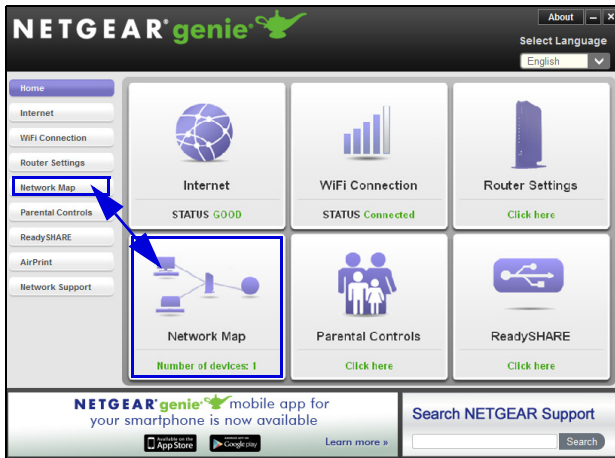 NETGEAR® genie®
About
Select Language
English
Home
Internet
WiFi Connection
Router Settings
Network Map
Parental Controls
ReadySHARE
AirPrint
Network Support
Internet
STATUS GOOD
WiFi Connection
STATUS Connected
Router Settings
Click here
Network Map
Number of devices: 1
Parental Controls
Click here
ReadySHARE
Click here
NETGEAR® genie® mobile app for
your smartphone is now available
Available on the
App Store
ANDROID APP ON
Google play
Learn more »
Search NETGEAR Support
Search